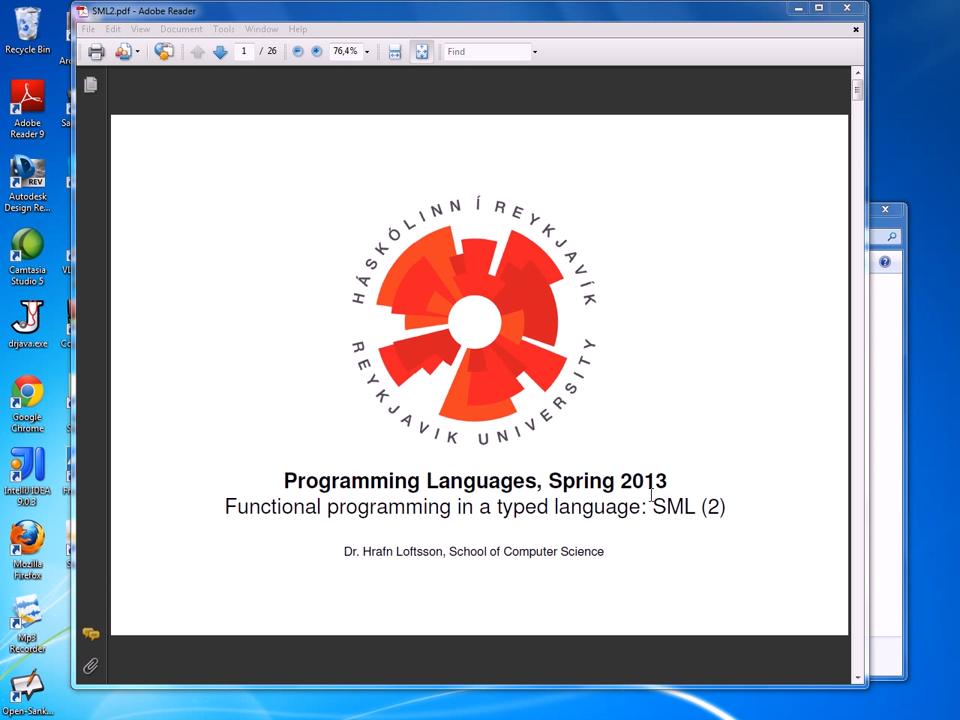 SML2.pdf - Adobe Reader
File Edit View Document Tools Window Help
1 / 26 76,4% Find
HÁSKÓLINN Í REYKJAVÍK
REYKJAVIK UNIVERSITY
Programming Languages, Spring 2013
Functional programming in a typed language: SML (2)
Dr. Hrafn Loftsson, School of Computer Science
Recycle Bin
Adobe
Reader 9
REV
Autodesk
Design Re...
Camtasia
Studio 5
drjava.exe
Google
Chrome
IntelliJ IDEA
9.0.3
Mozilla
Firefox
Mp3
Recorder
Open-Sank...